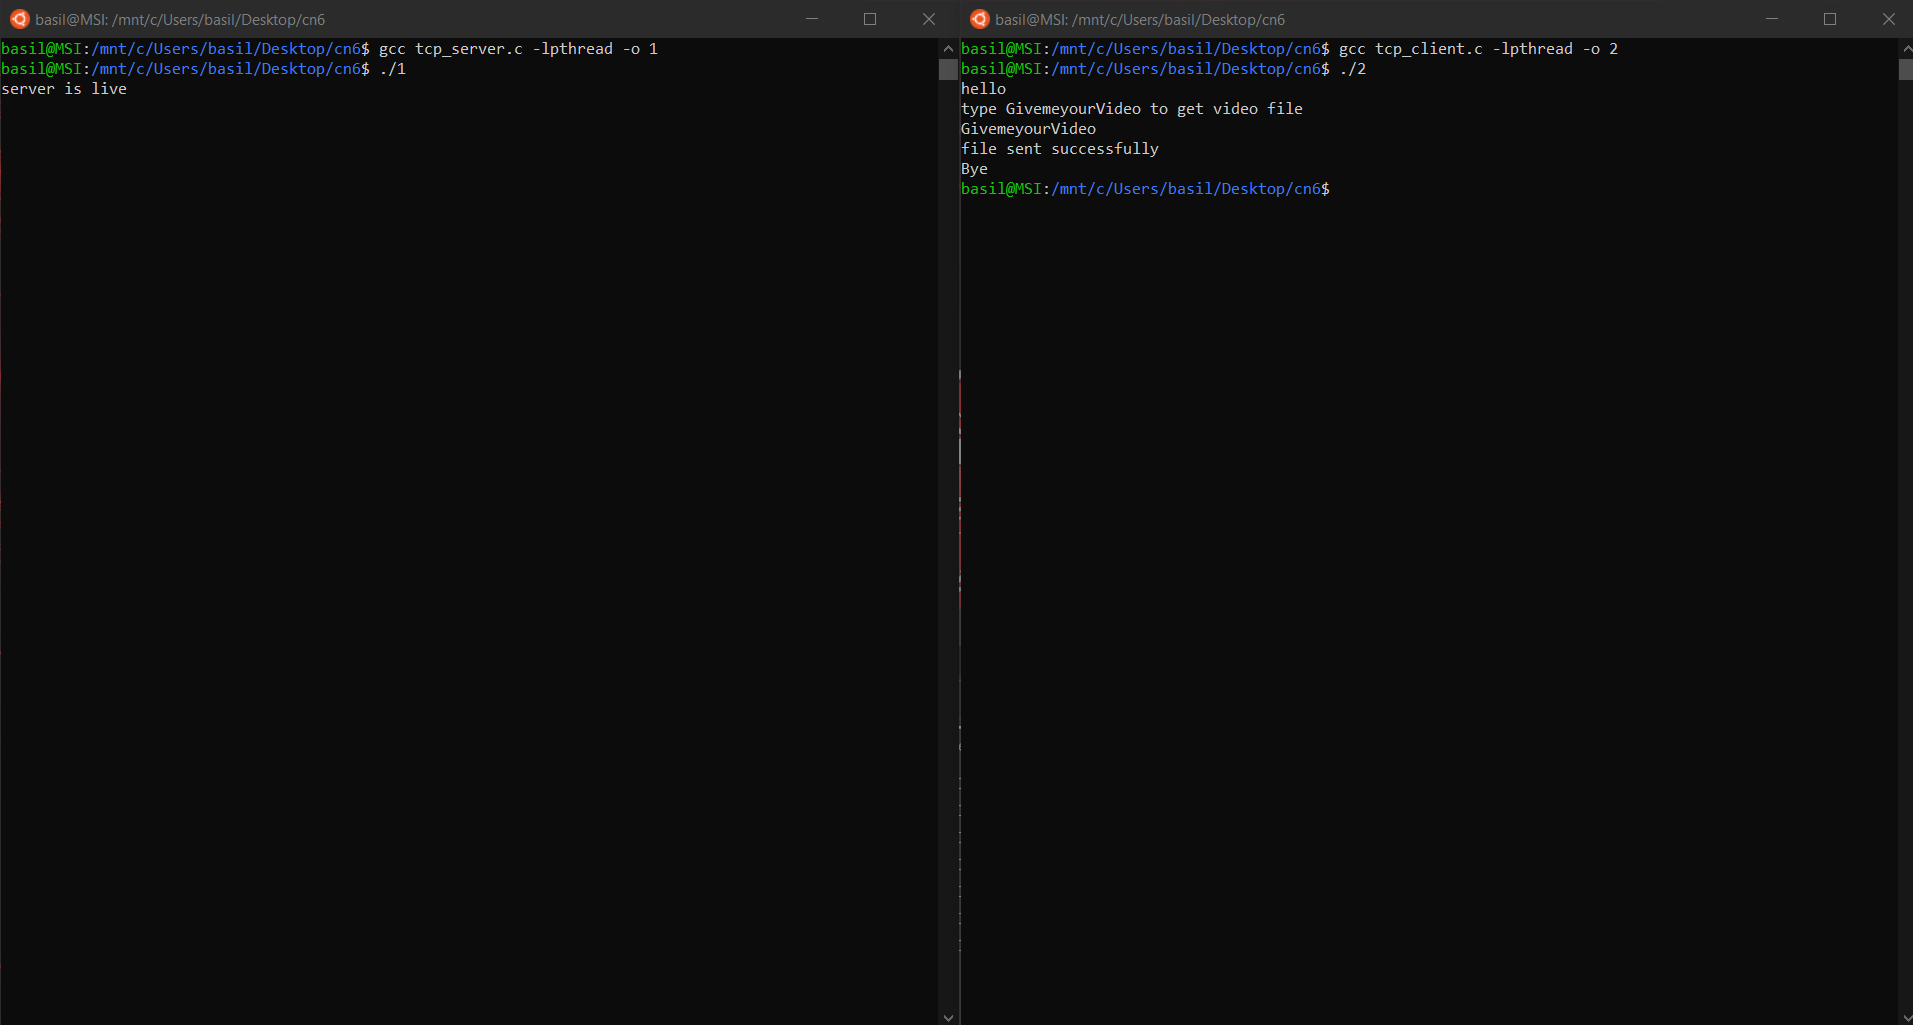 basil@MSI: /mnt/c/Users/basil/Desktop/cn6
basil@MSI:/mnt/c/Users/basil/Desktop/cn6$ gcc tcp_server.c -lpthread -o 1
basil@MSI:/mnt/c/Users/basil/Desktop/cn6$ ./1
server is live
basil@MSI: /mnt/c/Users/basil/Desktop/cn6
basil@MSI:/mnt/c/Users/basil/Desktop/cn6$ gcc tcp_client.c -lpthread -o 2
basil@MSI:/mnt/c/Users/basil/Desktop/cn6$ ./2
hello
type GivemeyourVideo to get video file
GivemeyourVideo
file sent successfully
Bye
basil@MSI:/mnt/c/Users/basil/Desktop/cn6$